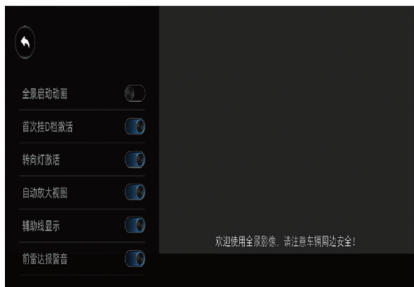 全景启动动画
首次挂D档激活
转向灯激活
自动放大视图
辅助线显示
前雷达报警音
欢迎使用全景影像，请注意车辆周边安全！